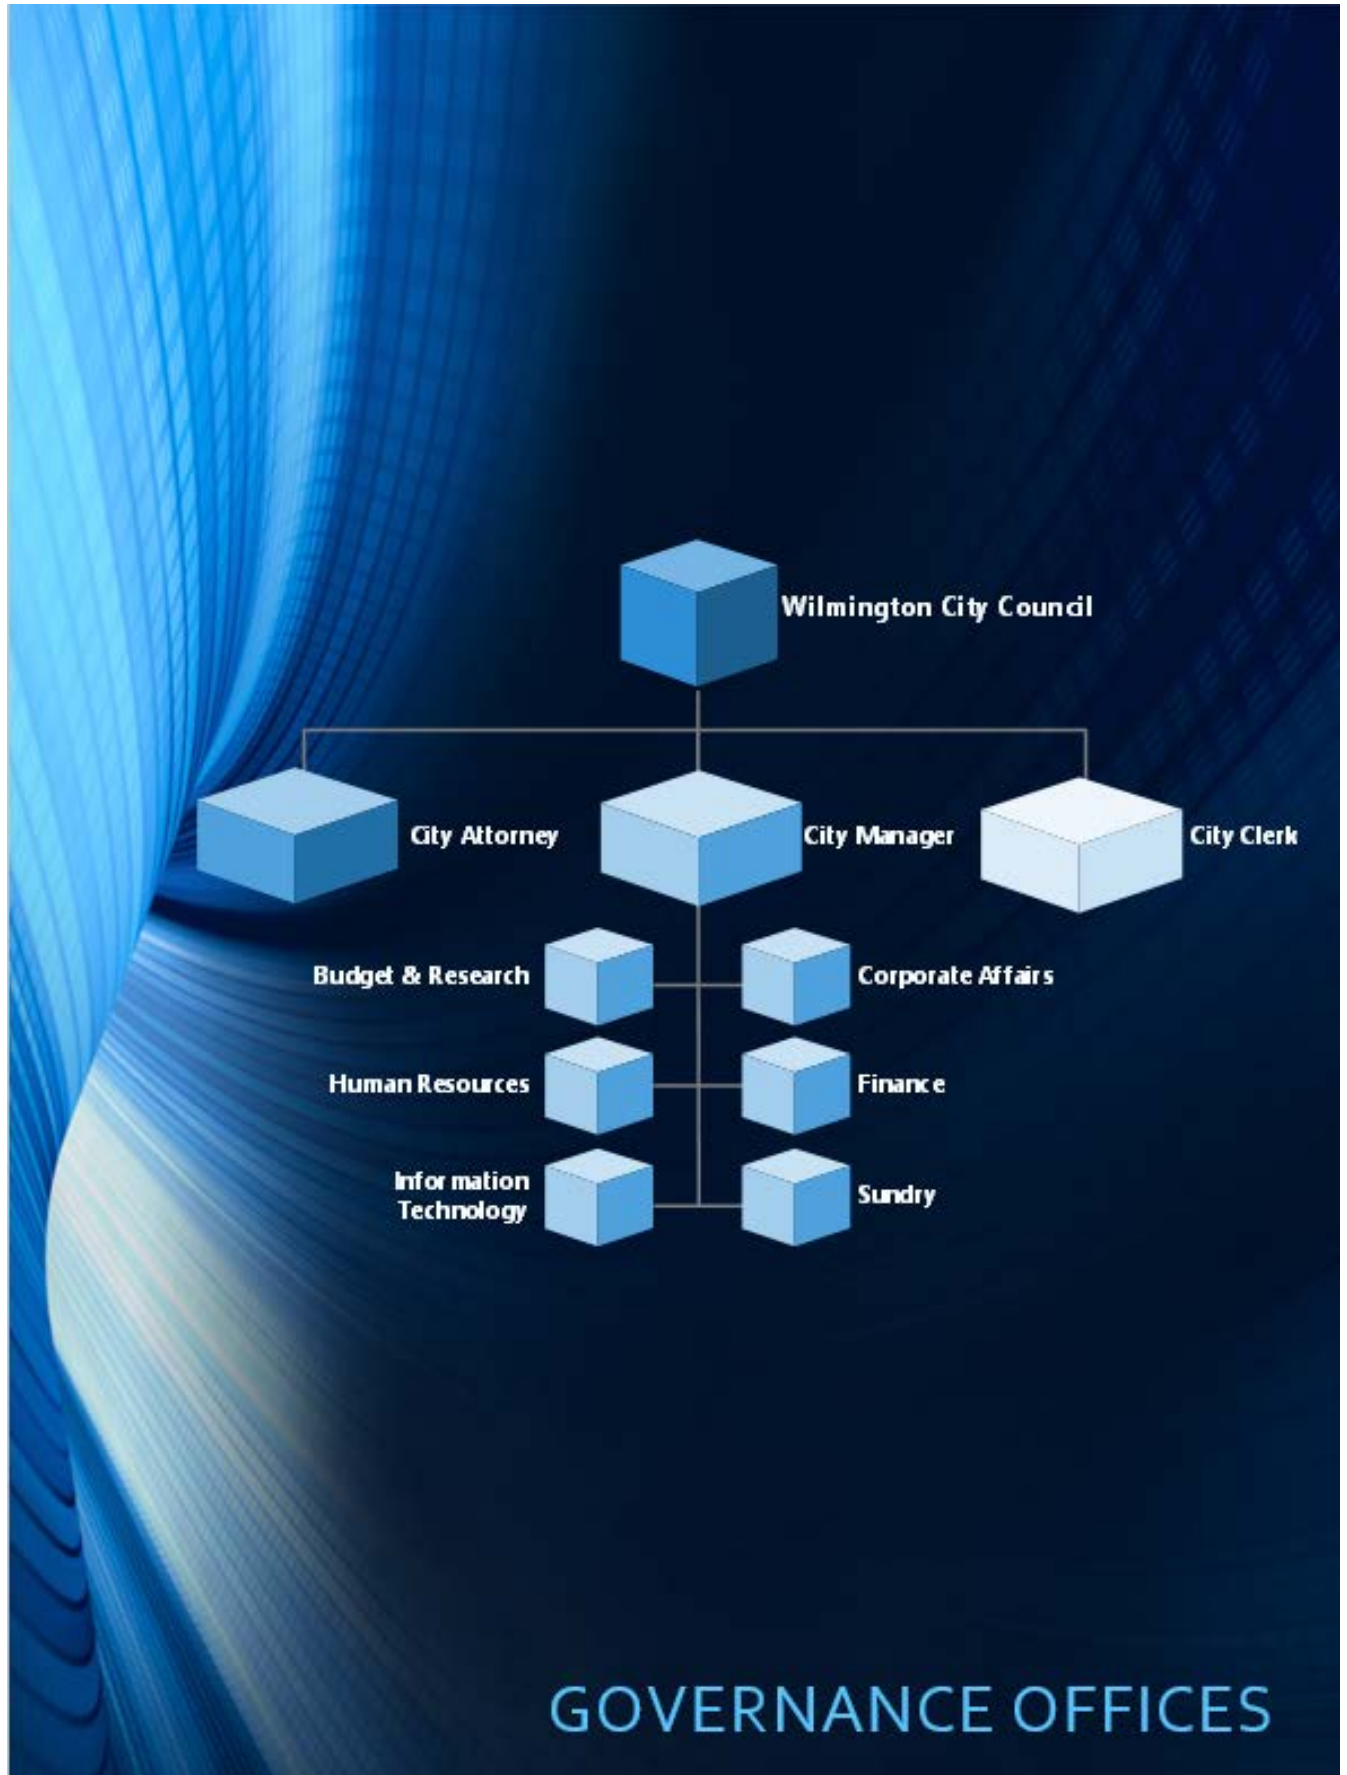 Wilmington City Council
City Attorney
City Manager
City Clerk
Budget & Research
Corporate Affairs
Human Resources
Finance
Information
Technology
Sundry
GOVERNANCE OFFICES